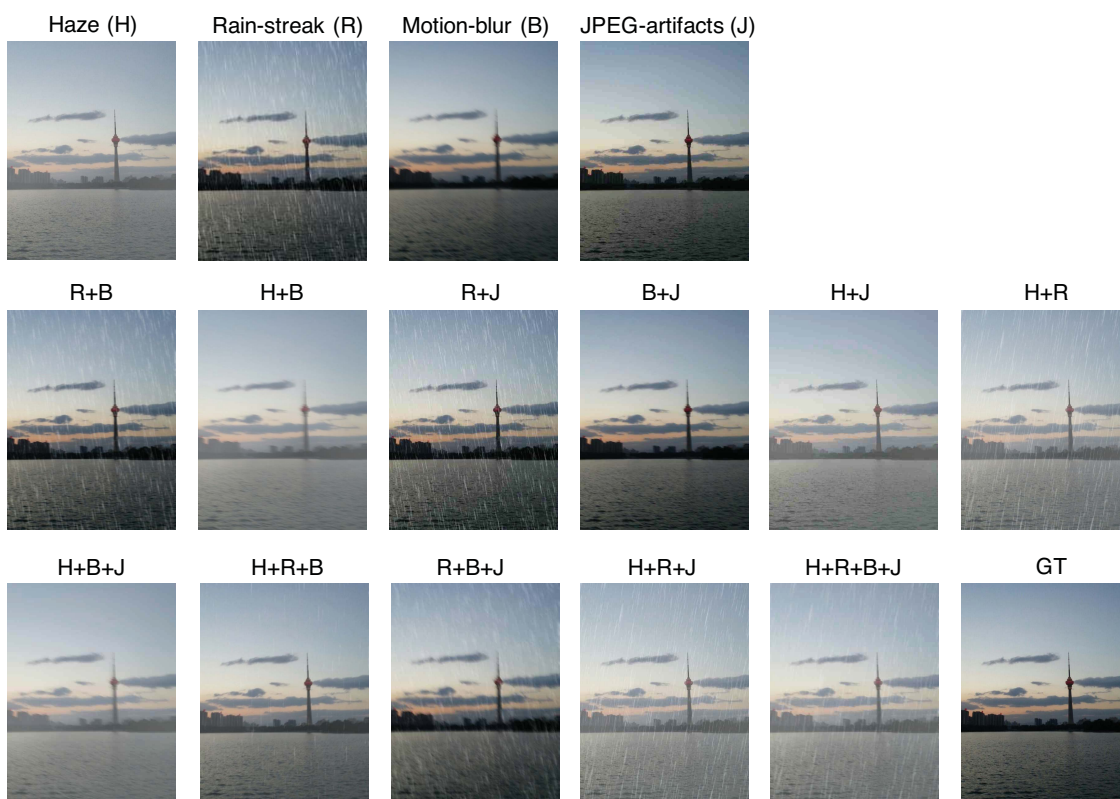 Haze (H)
Rain-streak (R)
Motion-blur (B)
JPEG-artifacts (J)
R+B
H+B
R+J
B+J
H+J
H+R
H+B+J
H+R+B
R+B+J
H+R+J
H+R+B+J
GT